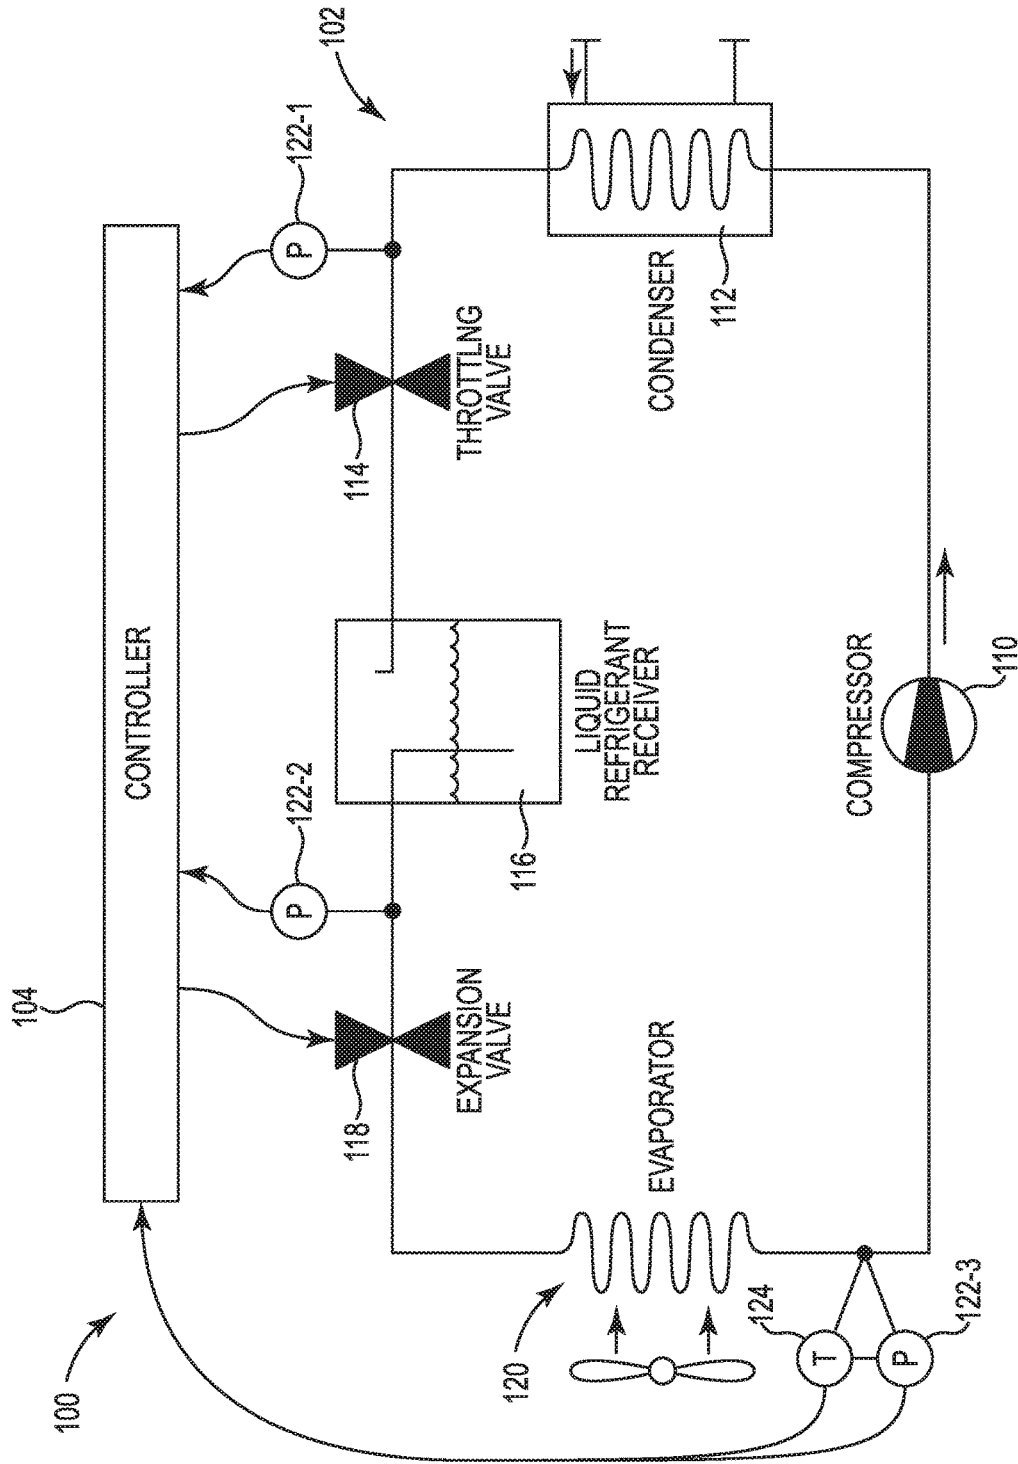 100
104
CONTROLLER
102
122-1
P
122-2
P
114
THROTTLNG
VALVE
118
EXPANSION
VALVE
116
LIQUID
REFRIGERANT
RECEIVER
CONDENSER
112
EVAPORATOR
120
COMPRESSOR
110
124
T
P
122-3